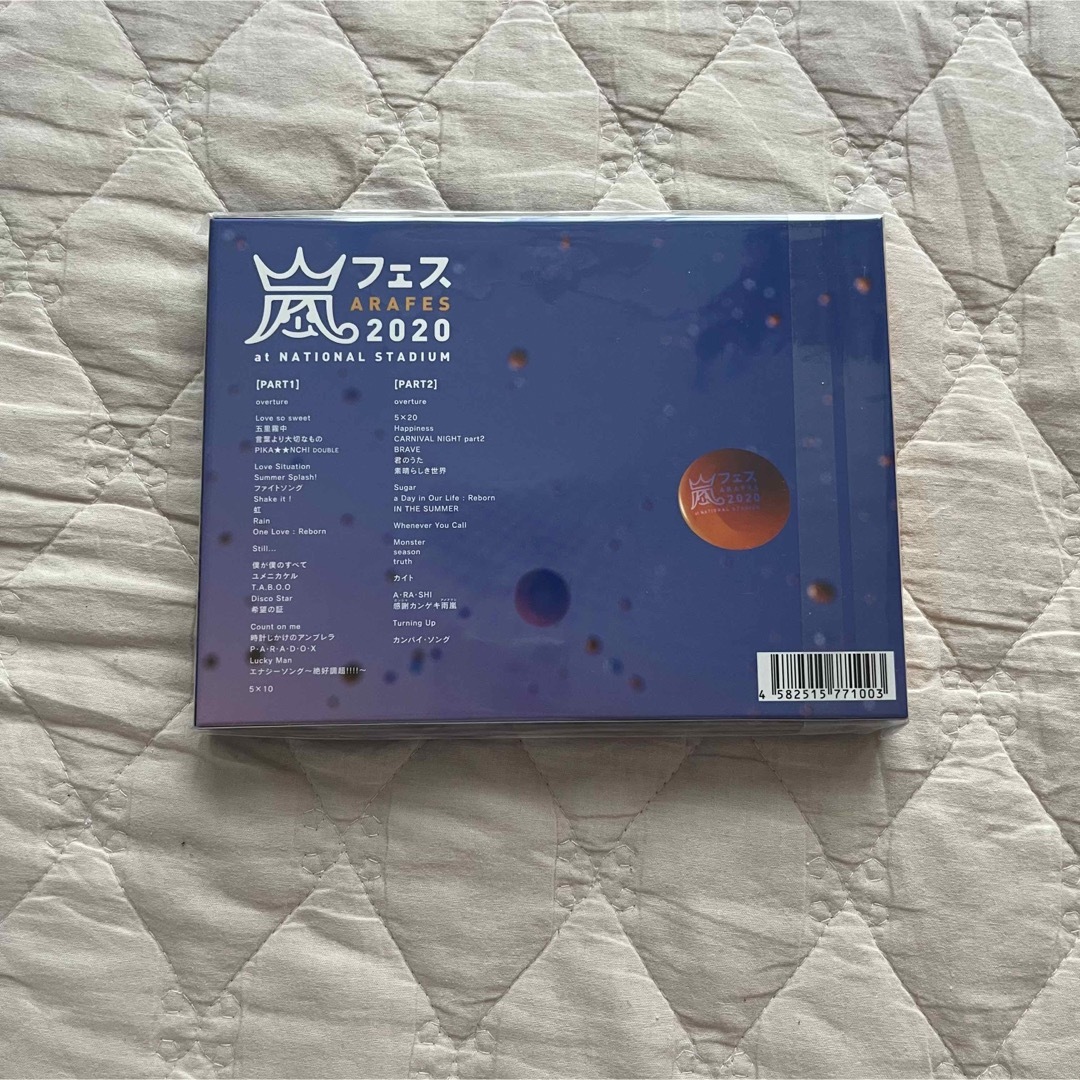 嵐フェス
ARAFES
2020
at NATIONAL STADIUM
[PART1]
overture
Love so sweet
五里霧中
言葉より大切なもの
PIKA★★NCHI DOUBLE
Love Situation
Summer Splash!
ファイトソング
Shake it!
虹
Rain
One Love : Reborn
Still...
僕が僕のすべて
ユメニカケル
T.A.B.O.O
Disco Star
希望の証
Count on me
時計じかけのアンブレラ
P・A・R・A・D・O・X
Lucky Man
エナジーソング〜絶好調超!!!!〜
5×10
[PART2]
overture
5×20
Happiness
CARNIVAL NIGHT part2
BRAVE
君のうた
素晴らしき世界
Sugar
a Day in Our Life : Reborn
IN THE SUMMER
Whenever You Call
Monster
season
truth
カイト
A・RA・SHI
感謝カンゲキ雨嵐
Turning Up
カンパイ・ソング
嵐フェス
ARAFES
2020
at NATIONAL STADIUM
4 582515 771003